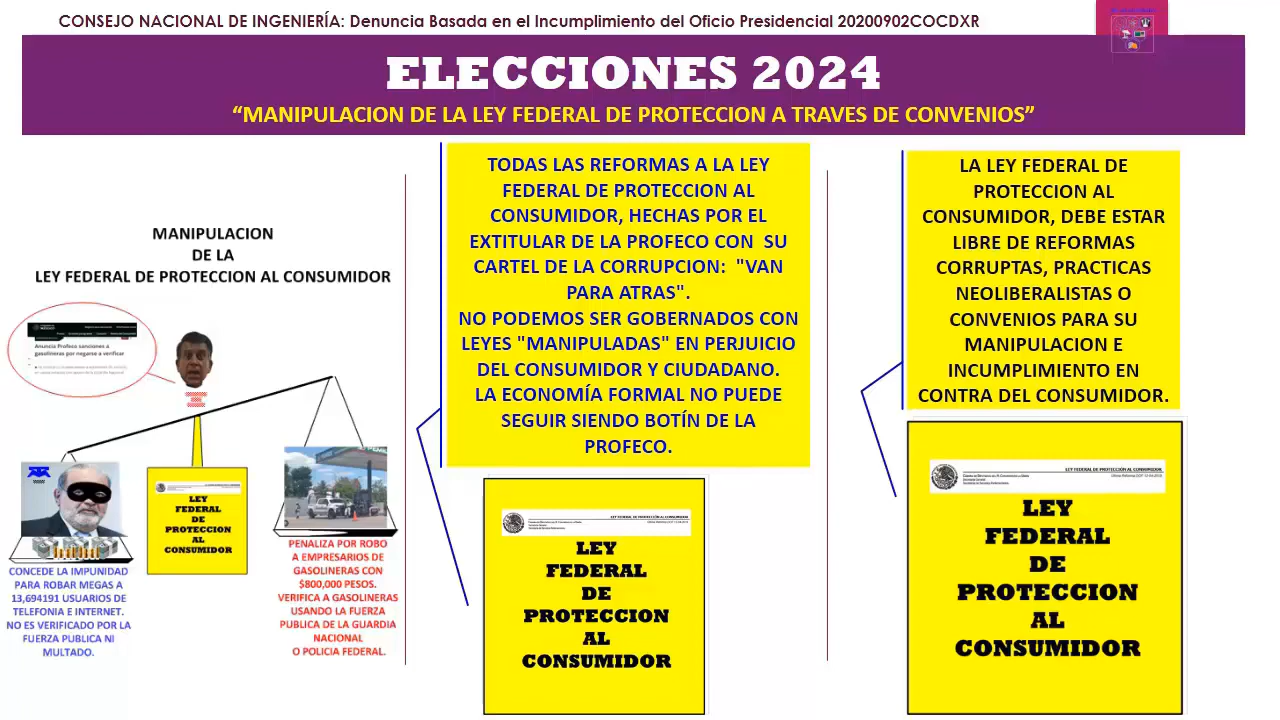 CONSEJO NACIONAL DE INGENIERÍA: Denuncia Basada en el Incumplimiento del Oficio Presidencial 20200902COCDXR
ELECCIONES 2024
“MANIPULACION DE LA LEY FEDERAL DE PROTECCION A TRAVES DE CONVENIOS”
MANIPULACION
DE LA
LEY FEDERAL DE PROTECCION AL CONSUMIDOR
Anuncia Profeco sanciones a
gasolineras por negarse a verificar
LEY
FEDERAL
DE
PROTECCION
AL
CONSUMIDOR
CONCEDE LA IMPUNIDAD
PARA ROBAR MEGAS A
13,694191 USUARIOS DE
TELEFONIA E INTERNET.
NO ES VERIFICADO POR LA
FUERZA PUBLICA NI
MULTADO.
PENALIZA POR ROBO
A EMPRESARIOS DE
GASOLINERAS CON
$800,000 PESOS.
VERIFICA A GASOLINERAS
USANDO LA FUERZA
PUBLICA DE LA GUARDIA
NACIONAL
O POLICIA FEDERAL.
TODAS LAS REFORMAS A LA LEY
FEDERAL DE PROTECCION AL
CONSUMIDOR, HECHAS POR EL
EXTITULAR DE LA PROFECO CON SU
CARTEL DE LA CORRUPCION: "VAN
PARA ATRAS".
NO PODEMOS SER GOBERNADOS CON
LEYES "MANIPULADAS" EN PERJUICIO
DEL CONSUMIDOR Y CIUDADANO.
LA ECONOMÍA FORMAL NO PUEDE
SEGUIR SIENDO BOTÍN DE LA
PROFECO.
LEY FEDERAL DE PROTECCIÓN AL CONSUMIDOR
LEY
FEDERAL
DE
PROTECCION
AL
CONSUMIDOR
LA LEY FEDERAL DE
PROTECCION AL
CONSUMIDOR, DEBE ESTAR
LIBRE DE REFORMAS
CORRUPTAS, PRACTICAS
NEOLIBERALISTAS O
CONVENIOS PARA SU
MANIPULACION E
INCUMPLIMIENTO EN
CONTRA DEL CONSUMIDOR.
LEY FEDERAL DE PROTECCIÓN AL CONSUMIDOR
LEY
FEDERAL
DE
PROTECCION
AL
CONSUMIDOR